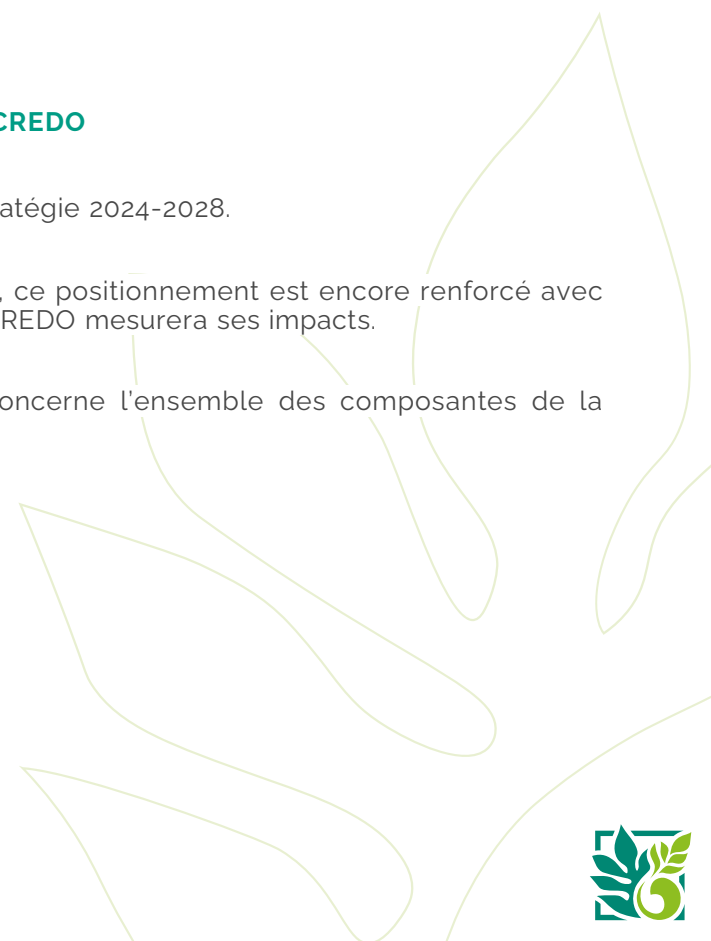 CREDO
atégie 2024-2028.
, ce positionnement est encore renforcé avec
REDO mesurera ses impacts.
oncerne l'ensemble des composantes de la